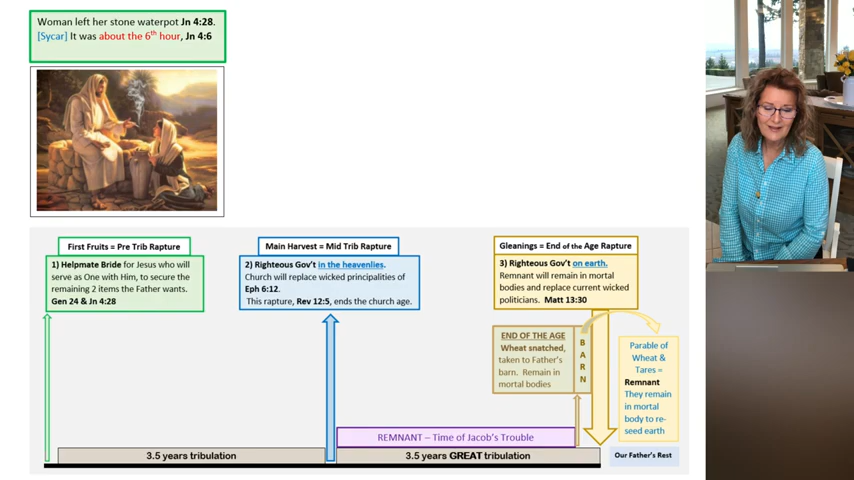 Woman left her stone waterpot Jn 4:28.
[Sycar] It was about the 6th hour, Jn 4:6
First Fruits = Pre Trib Rapture
1) Helpmate Bride for Jesus who will
serve as One with Him, to secure the
remaining 2 items the Father wants.
Gen 24 & Jn 4:28
Main Harvest = Mid Trib Rapture
2) Righteous Gov't in the heavenlies.
Church will replace wicked principalities of
Eph 6:12.
This rapture, Rev 12:5, ends the church age.
Gleanings = End of the Age Rapture
3) Righteous Gov't on earth.
Remnant will remain in mortal
bodies and replace current wicked
politicians. Matt 13:30
END OF THE AGE
Wheat snatched,
taken to Father's
barn. Remain in
mortal bodies
B
A
R
N
Parable of
Wheat &
Tares =
Remnant
They remain
in mortal
body to re-
seed earth
REMNANT – Time of Jacob's Trouble
3.5 years tribulation
3.5 years GREAT tribulation
Our Father's Rest